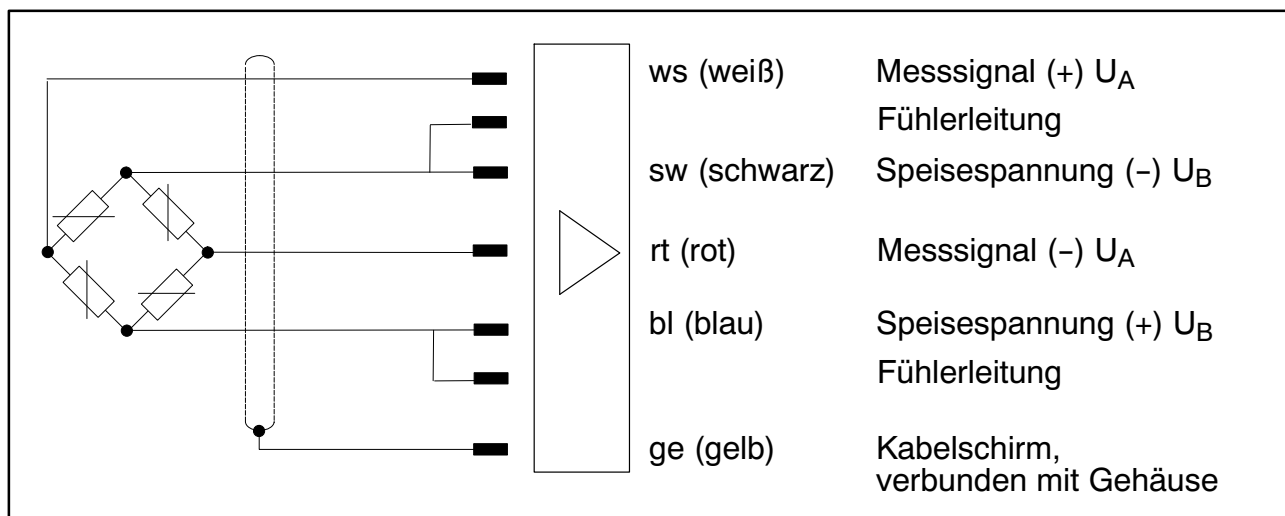 ws (weiß) Messsignal (+) U_A
Fühlerleitung
sw (schwarz) Speisespannung (–) U_B
rt (rot) Messsignal (–) U_A
bl (blau) Speisespannung (+) U_B
Fühlerleitung
ge (gelb) Kabelschirm,
verbunden mit Gehäuse